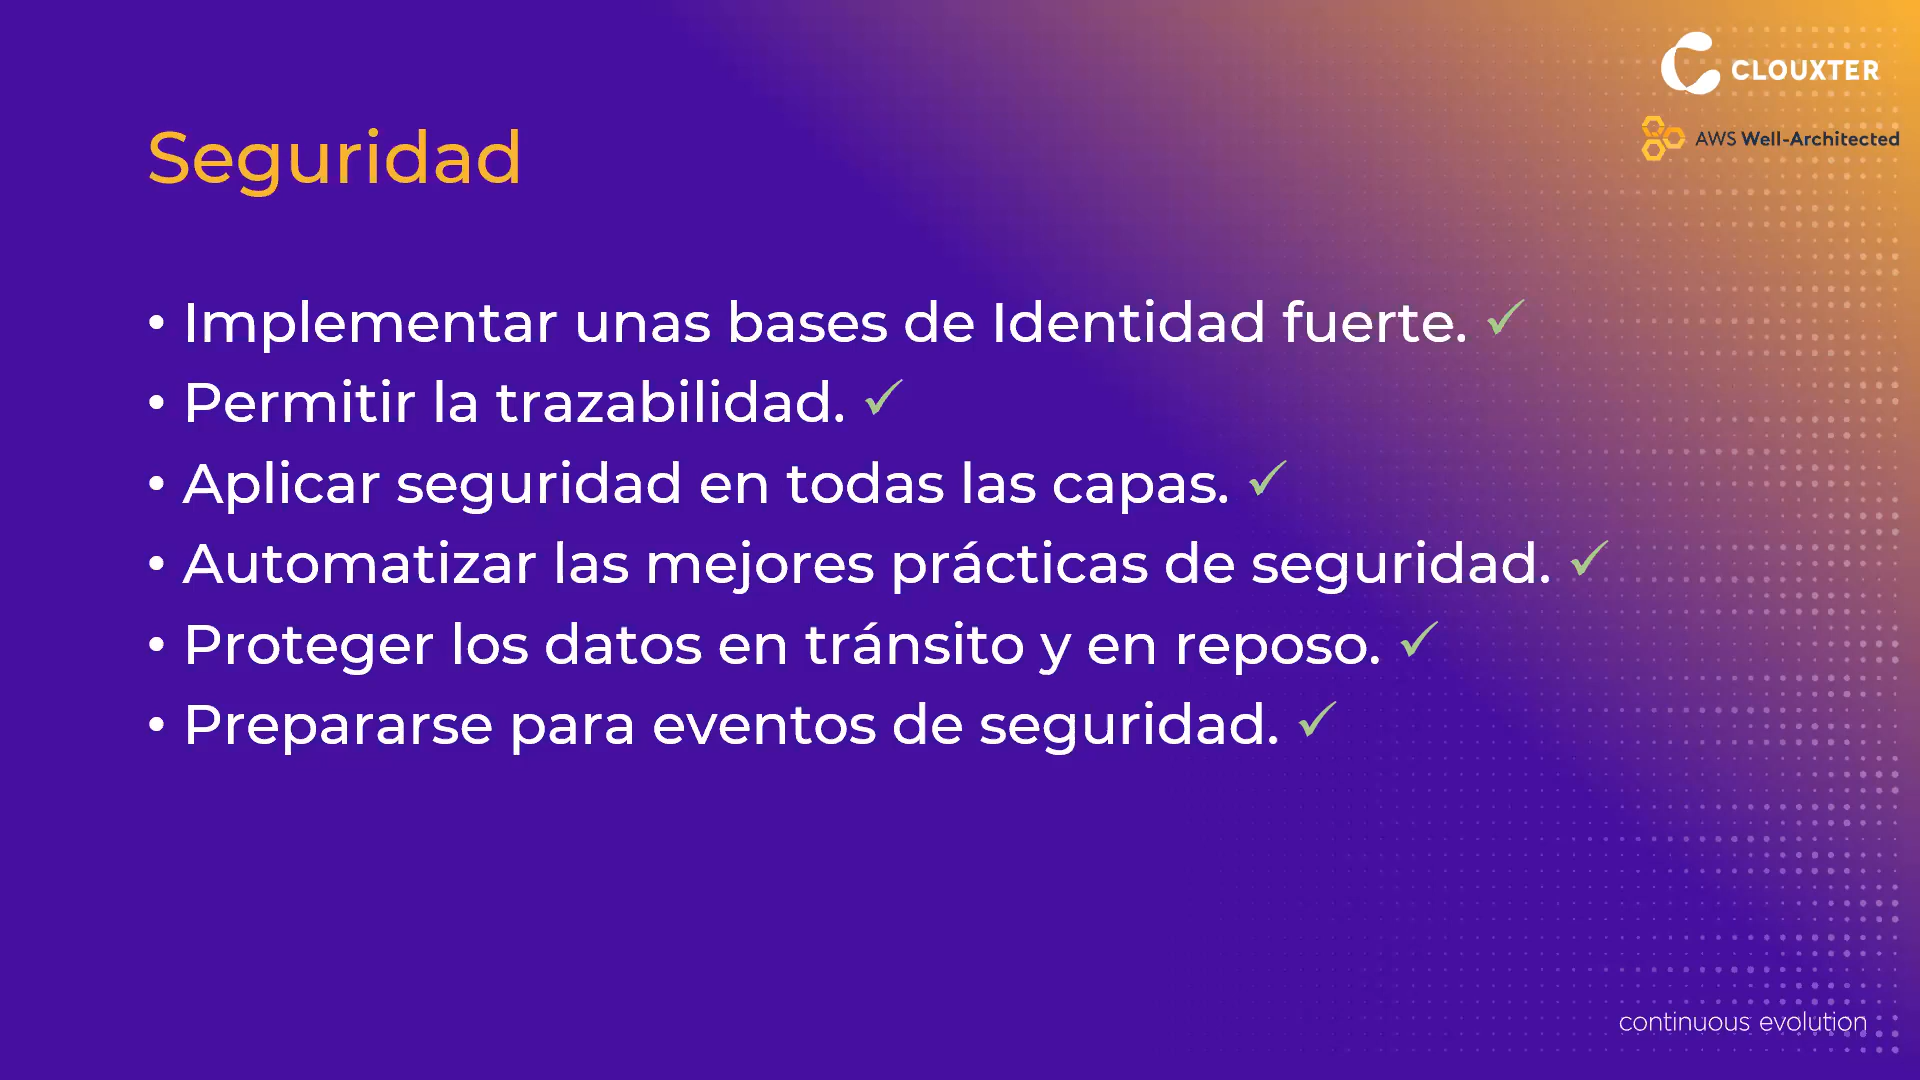 CLOUXTER
AWS Well-Architected
Seguridad
• Implementar unas bases de Identidad fuerte. ✓
• Permitir la trazabilidad. ✓
• Aplicar seguridad en todas las capas. ✓
• Automatizar las mejores prácticas de seguridad. ✓
• Proteger los datos en tránsito y en reposo. ✓
• Prepararse para eventos de seguridad. ✓
continuous evolution